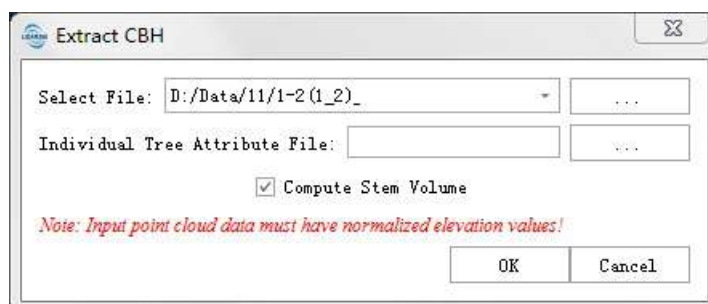 Extract CBH
Select File: D:/Data/11/1-2(1_2)_ ...
Individual Tree Attribute File: ...
Compute Stem Volume
Note: Input point cloud data must have normalized elevation values!
OK Cancel